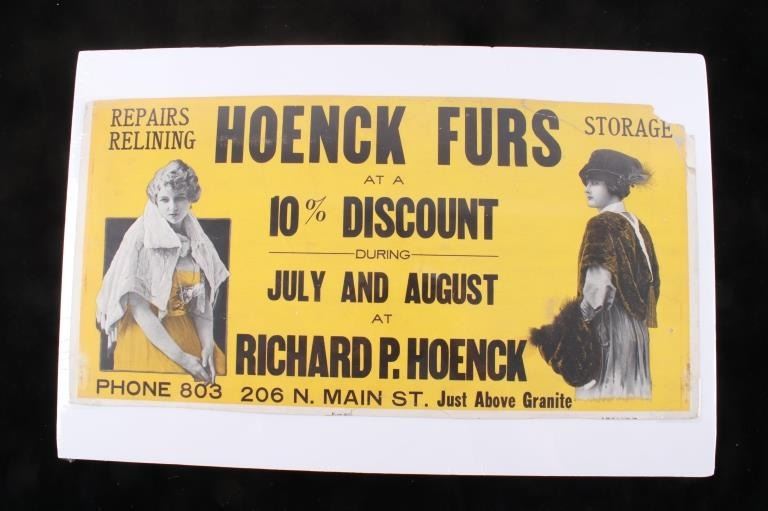 REPAIRS
RELINING
HOENCK FURS
STORAGE
AT A
10% DISCOUNT
DURING
JULY AND AUGUST
AT
RICHARD P. HOENCK
PHONE 803 206 N. MAIN ST. Just Above Granite